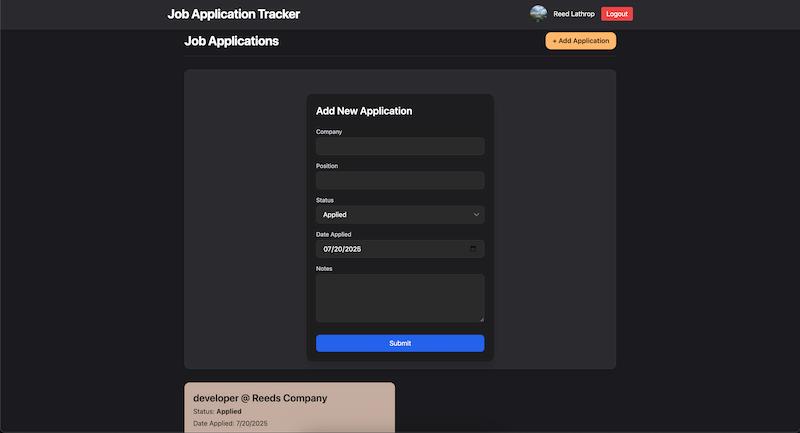 Job Application Tracker
Reed Lathrop
Logout
Job Applications
+ Add Application
Add New Application
Company
Position
Status
Applied
Date Applied
07/20/2025
Notes
Submit
developer @ Reeds Company
Status: Applied
Date Applied: 7/20/2025